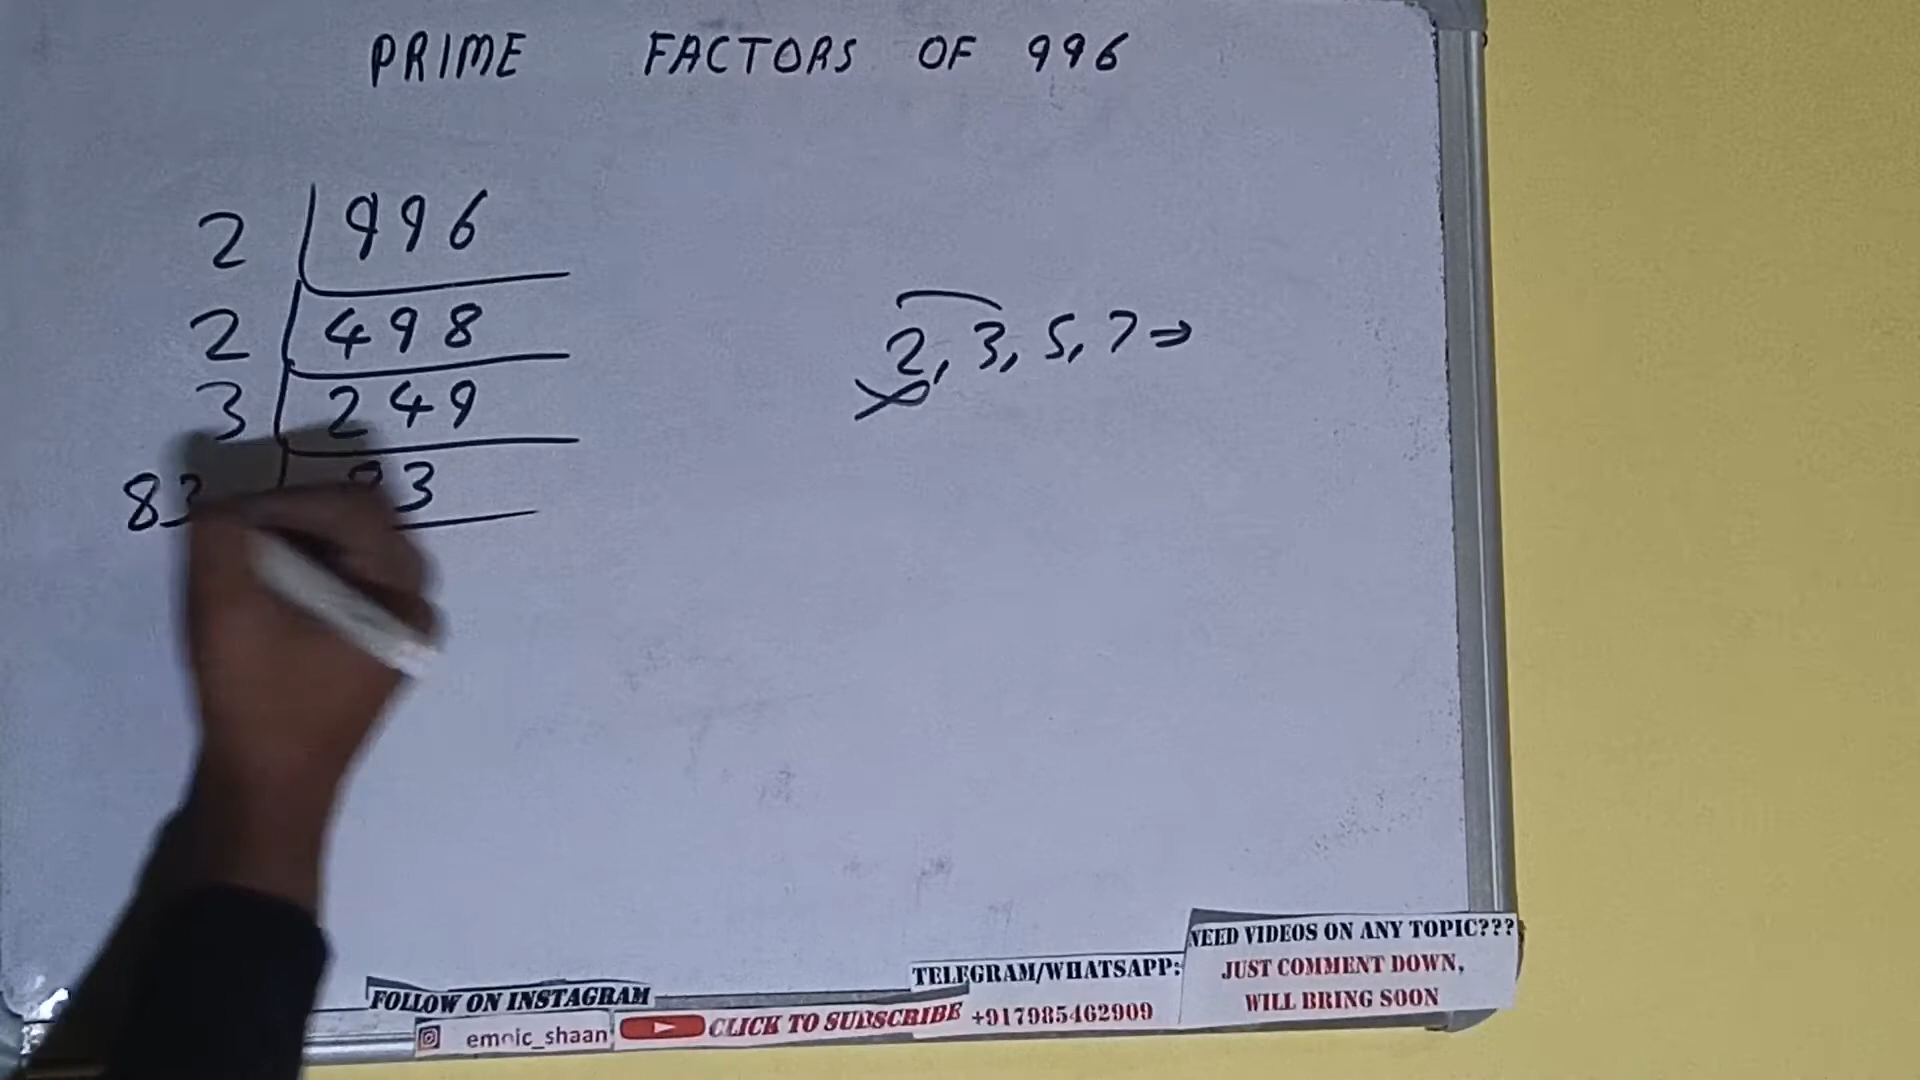 PRIME FACTORS OF 996
2 996
2 498
3 249
83 83
2, 3, 5, 7 ⇒
FOLLOW ON INSTAGRAM
emoic_shaan
CLICK TO SUBSCRIBE
TELEGRAM/WHATSAPP:
+917985462909
NEED VIDEOS ON ANY TOPIC???
JUST COMMENT DOWN,
WILL BRING SOON